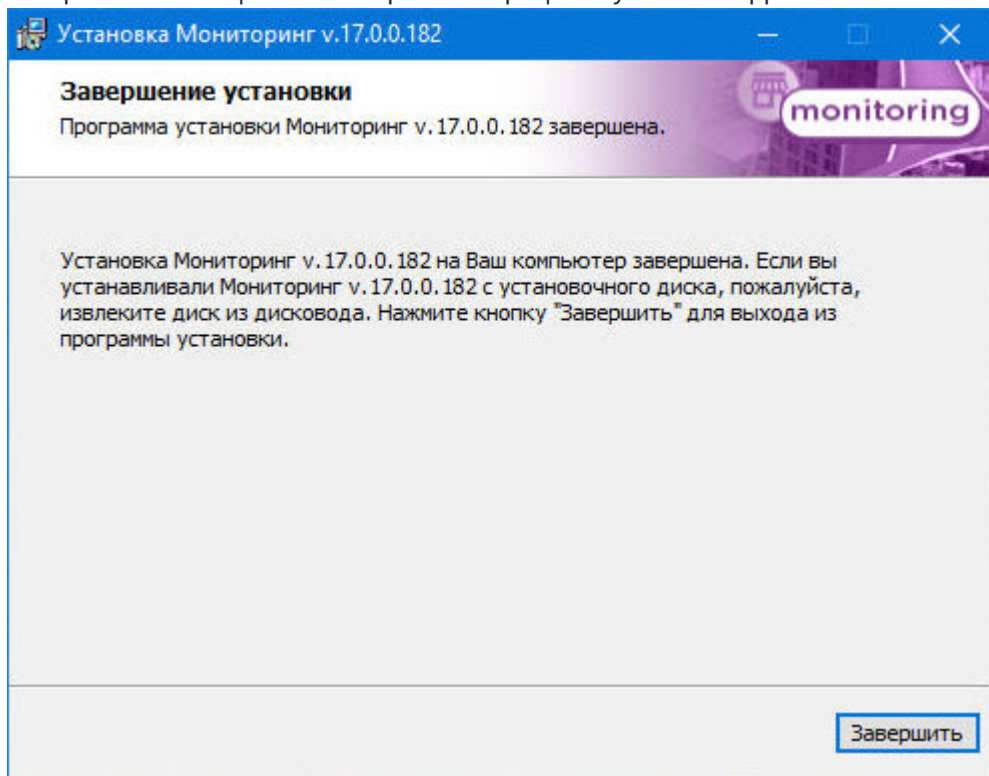 Установка Мониторинг v.17.0.0.182
Завершение установки
Программа установки Мониторинг v.17.0.0.182 завершена.
monitoring
Установка Мониторинг v.17.0.0.182 на Ваш компьютер завершена. Если вы
устанавливали Мониторинг v.17.0.0.182 с установочного диска, пожалуйста,
извлеките диск из дисковода. Нажмите кнопку "Завершить" для выхода из
программы установки.
Завершить